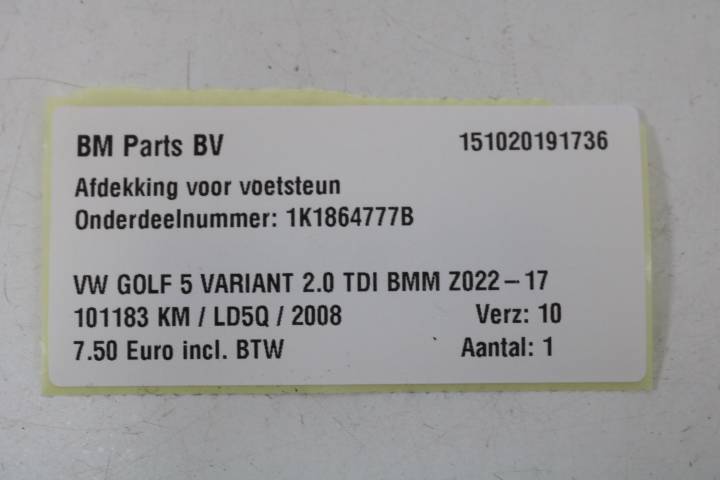 BM Parts BV 151020191736
Afdekking voor voetsteun
Onderdeelnummer: 1K1864777B
VW GOLF 5 VARIANT 2.0 TDI BMM Z022-17
101183 KM / LD5Q / 2008 Verz: 10
7.50 Euro incl. BTW Aantal: 1